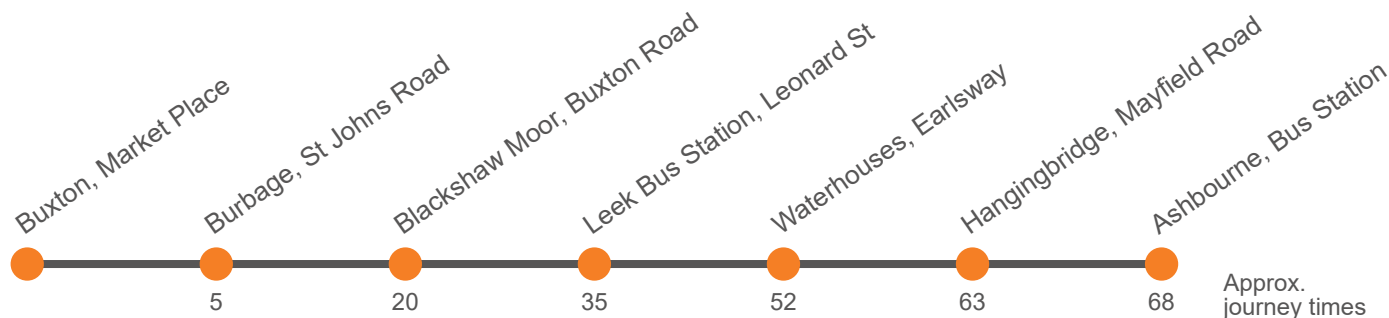 Buxton, Market Place
Burbage, St Johns Road
Blackshaw Moor, Buxton Road
Leek Bus Station, Leonard St
Waterhouses, Earlsway
Hangingbridge, Mayfield Road
Ashbourne, Bus Station
5
20
35
52
63
68
Approx.
journey times